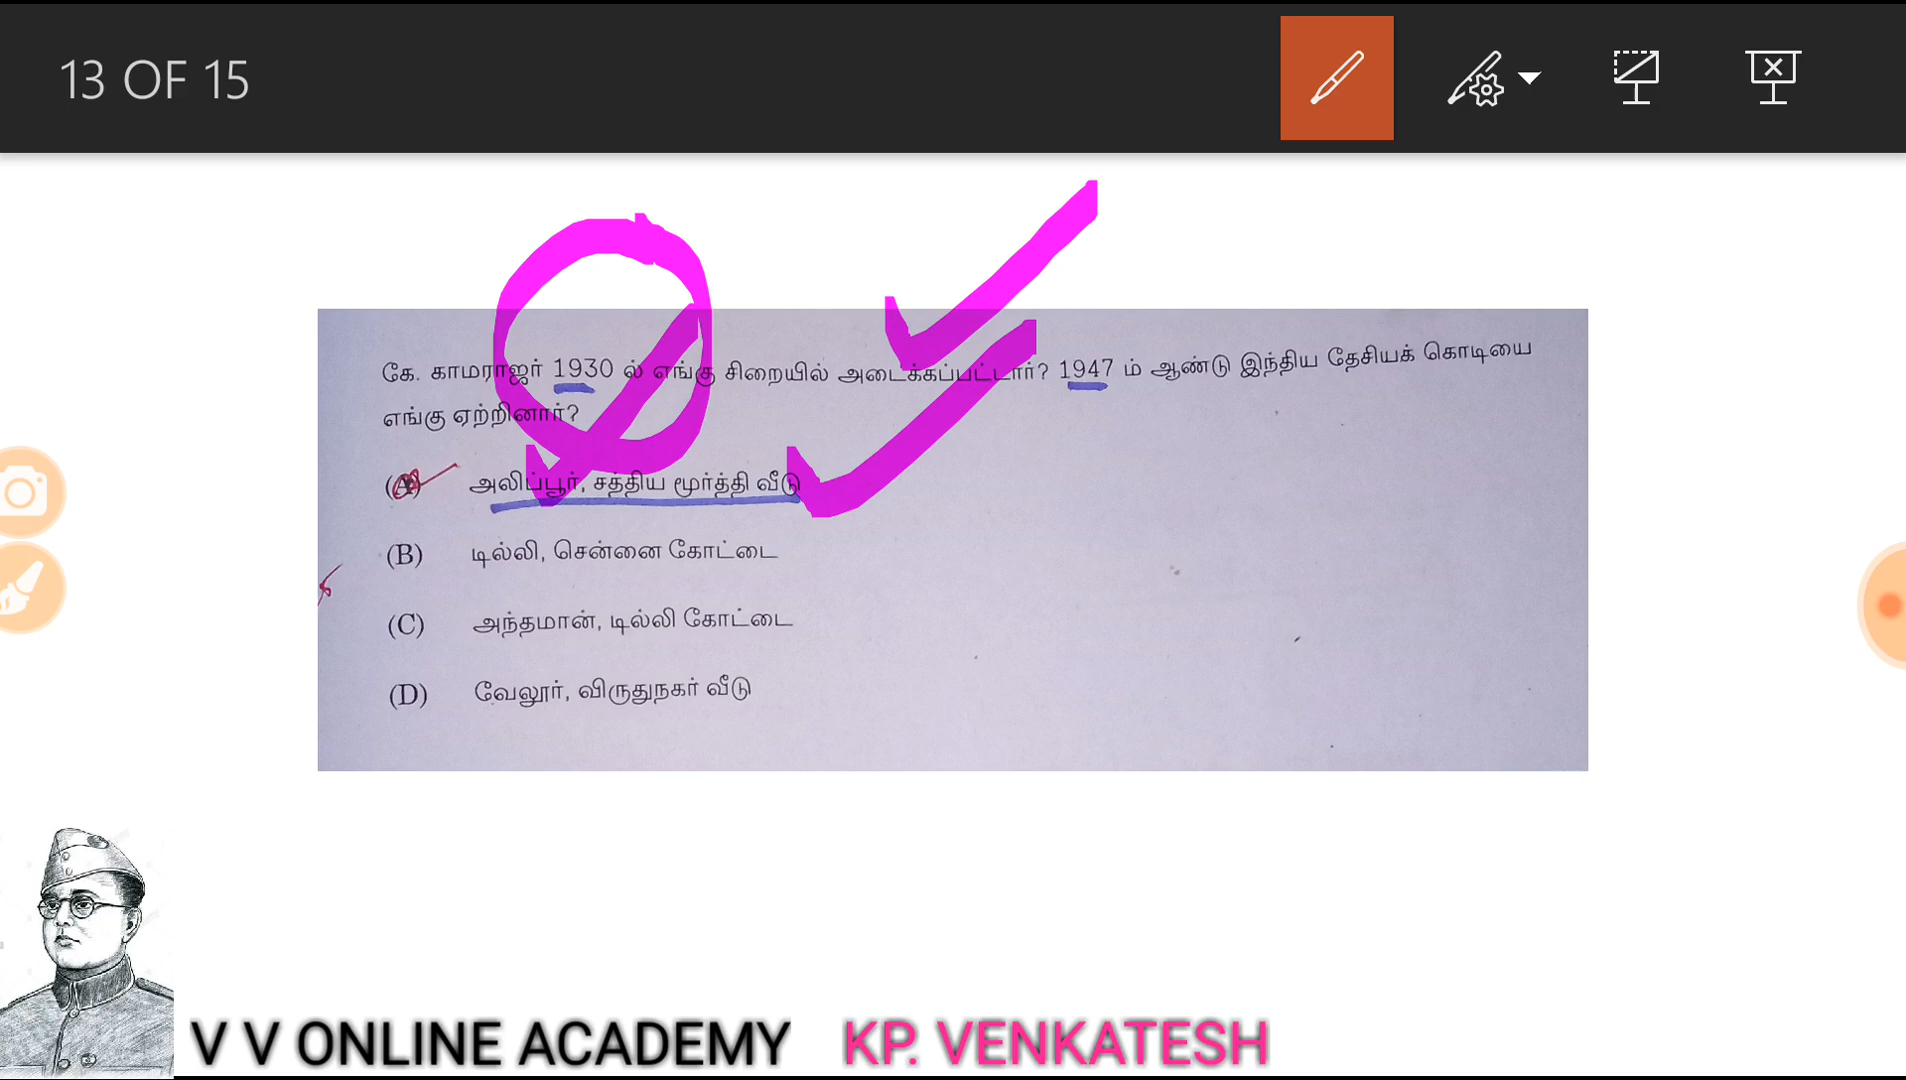 13 OF 15
கே. காமராஜர் 1930 ல் எங்கு சிறையில் அடைக்கப்பட்டார்? 1947 ம் ஆண்டு இந்திய தேசியக் கொடியை
எங்கு ஏற்றினார்?
(A) அலிப்பூர், சத்திய மூர்த்தி வீடு
(B) டில்லி, சென்னை கோட்டை
(C) அந்தமான், டில்லி கோட்டை
(D) வேலூர், விருதுநகர் வீடு
V V ONLINE ACADEMY KP. VENKATESH